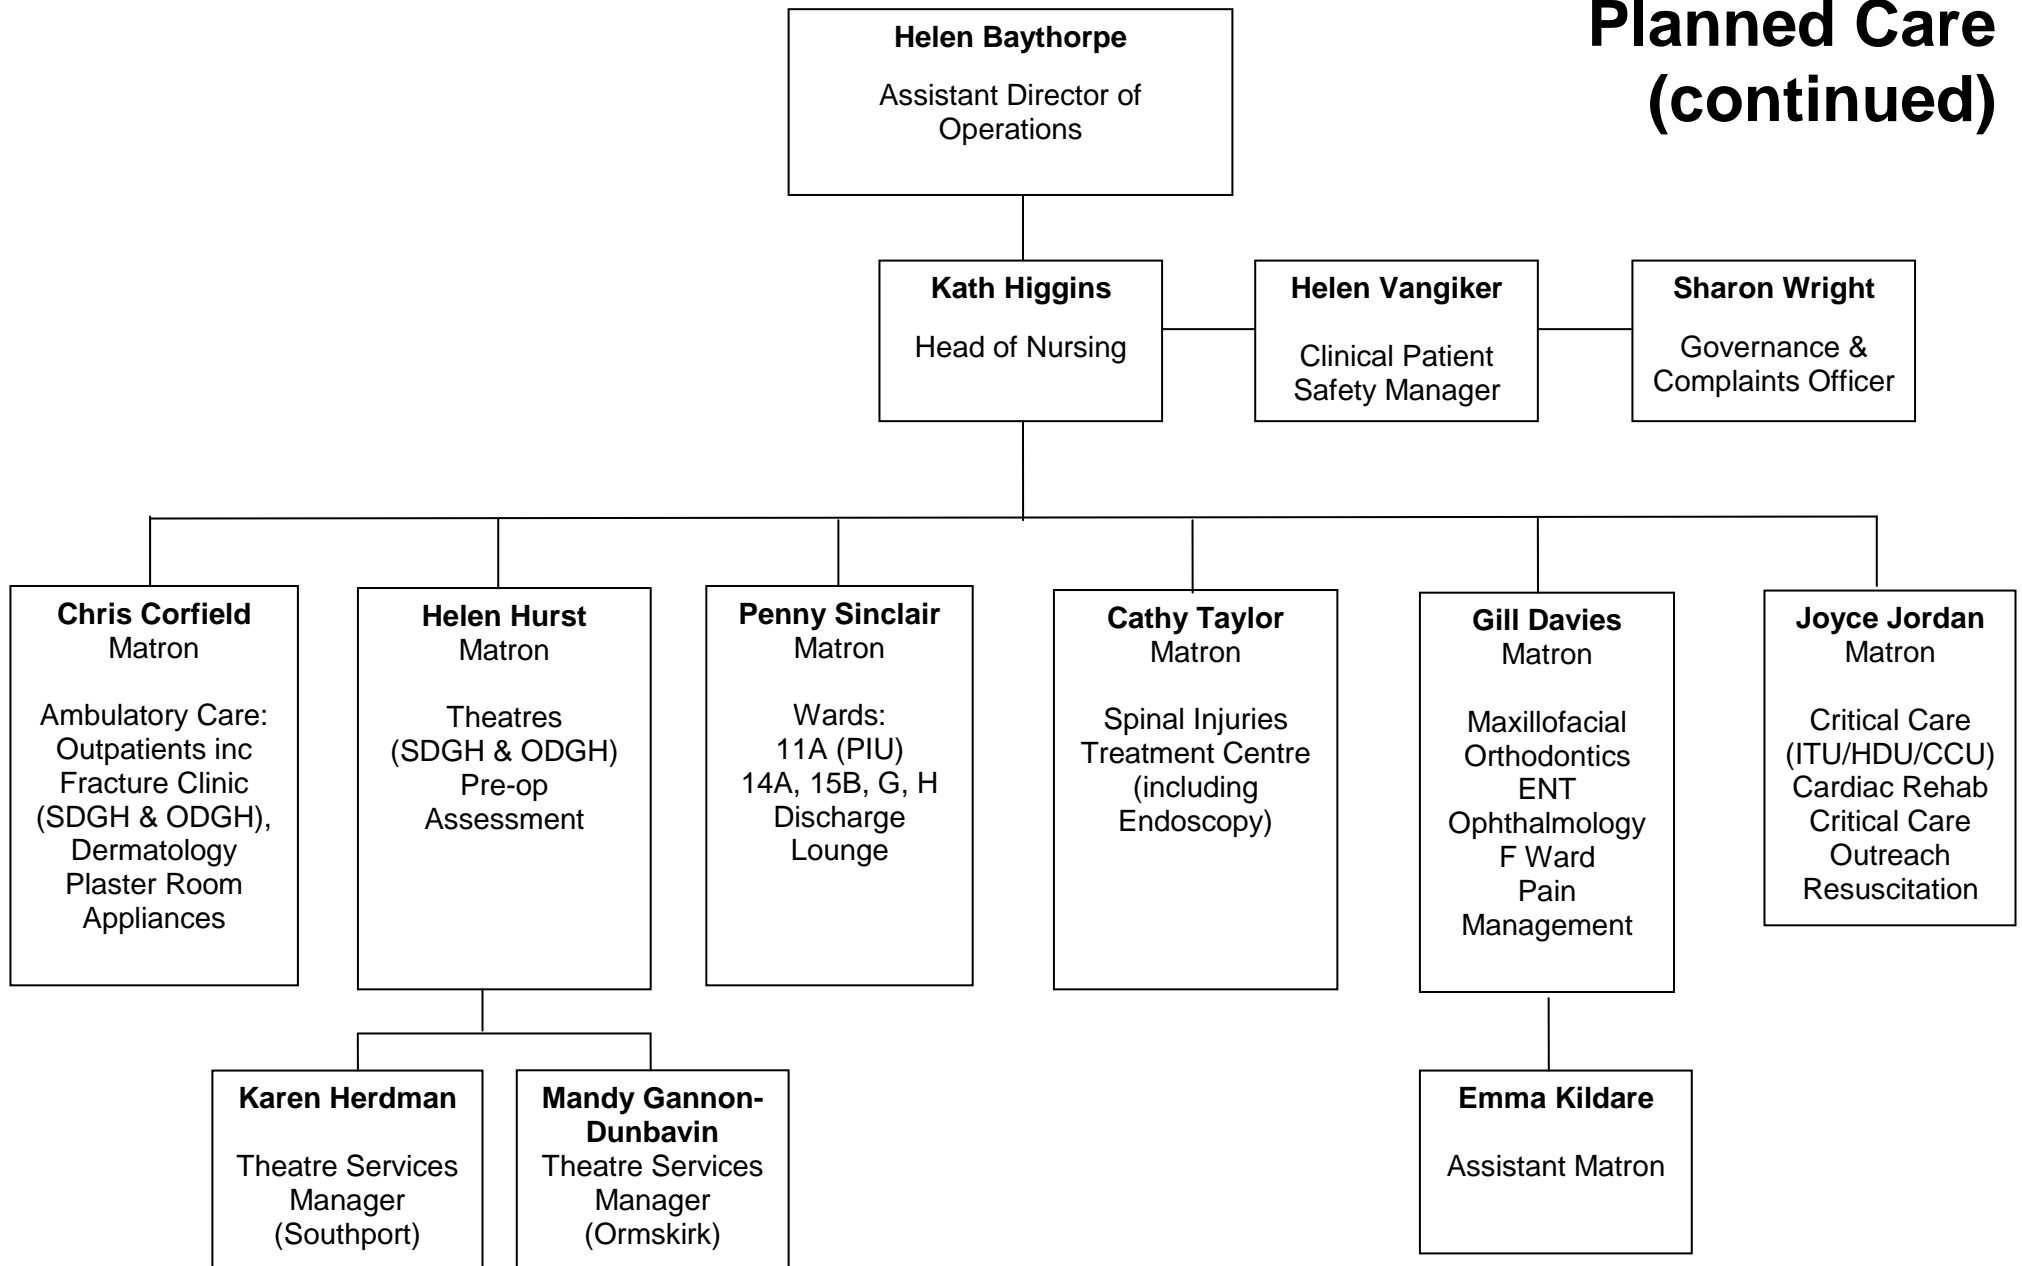 Planned Care
(continued)
Helen Baythorpe
Assistant Director of
Operations
Kath Higgins
Head of Nursing
Helen Vangiker
Clinical Patient
Safety Manager
Sharon Wright
Governance &
Complaints Officer
Chris Corfield
Matron
Ambulatory Care:
Outpatients inc
Fracture Clinic
(SDGH & ODGH),
Dermatology
Plaster Room
Appliances
Helen Hurst
Matron
Theatres
(SDGH & ODGH)
Pre-op
Assessment
Penny Sinclair
Matron
Wards:
11A (PIU)
14A, 15B, G, H
Discharge
Lounge
Cathy Taylor
Matron
Spinal Injuries
Treatment Centre
(including
Endoscopy)
Gill Davies
Matron
Maxillofacial
Orthodontics
ENT
Ophthalmology
F Ward
Pain
Management
Joyce Jordan
Matron
Critical Care
(ITU/HDU/CCU)
Cardiac Rehab
Critical Care
Outreach
Resuscitation
Karen Herdman
Theatre Services
Manager
(Southport)
Mandy Gannon-
Dunbavin
Theatre Services
Manager
(Ormskirk)
Emma Kildare
Assistant Matron